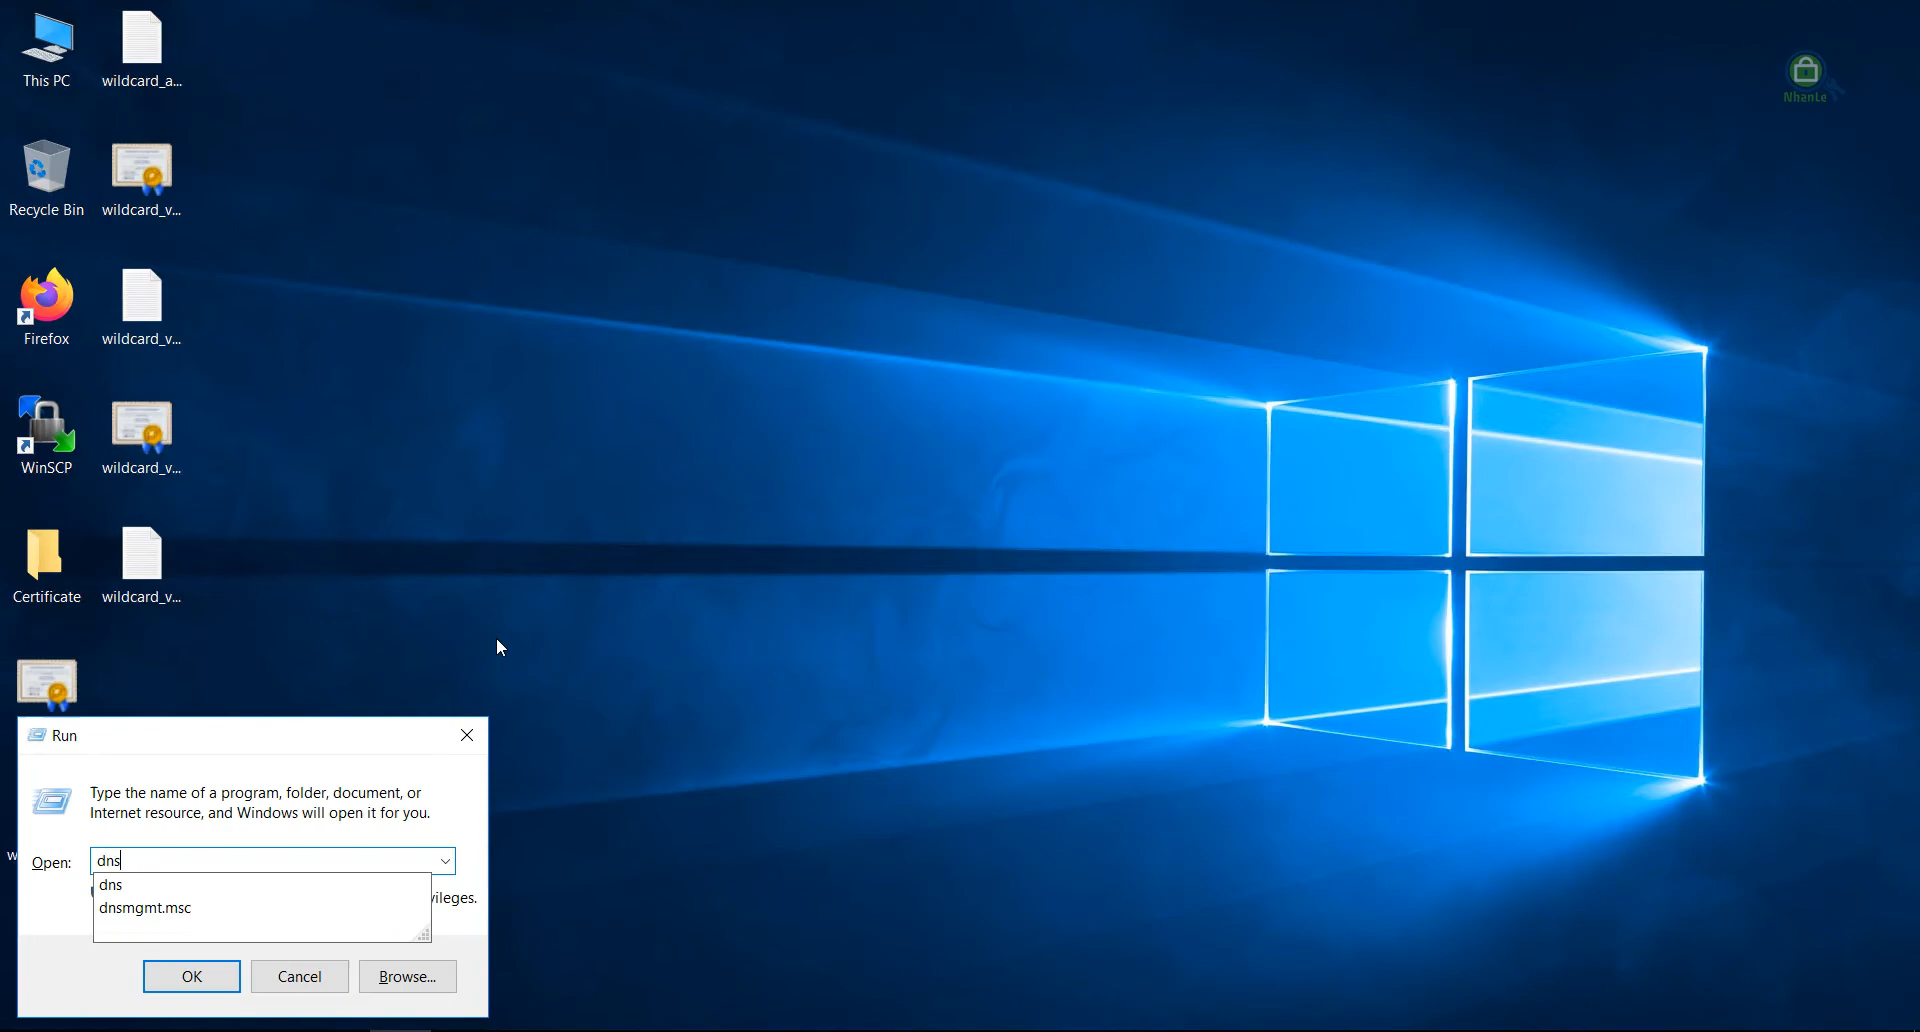 This PC
wildcard_a...
NhanLe
Recycle Bin
wildcard_v...
Firefox
wildcard_v...
WinSCP
wildcard_v...
Certificate
wildcard_v...
Run
Type the name of a program, folder, document, or
Internet resource, and Windows will open it for you.
w
Open:
dns
dns
dnsmgmt.msc
vileges.
OK
Cancel
Browse...